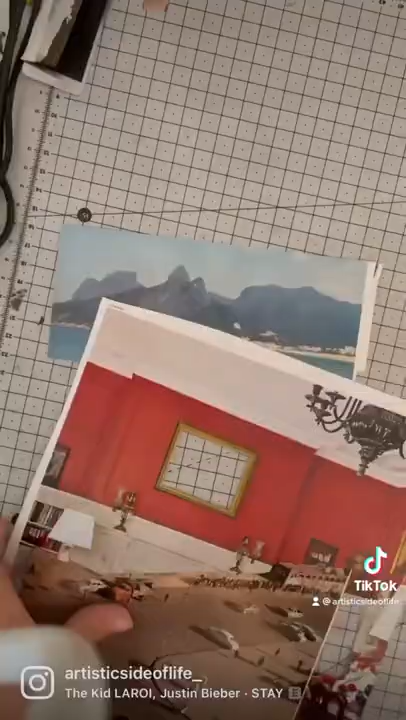 TikTok
@artisticsideoflife_
artisticsideoflife_
The Kid LAROI, Justin Bieber · STAY E